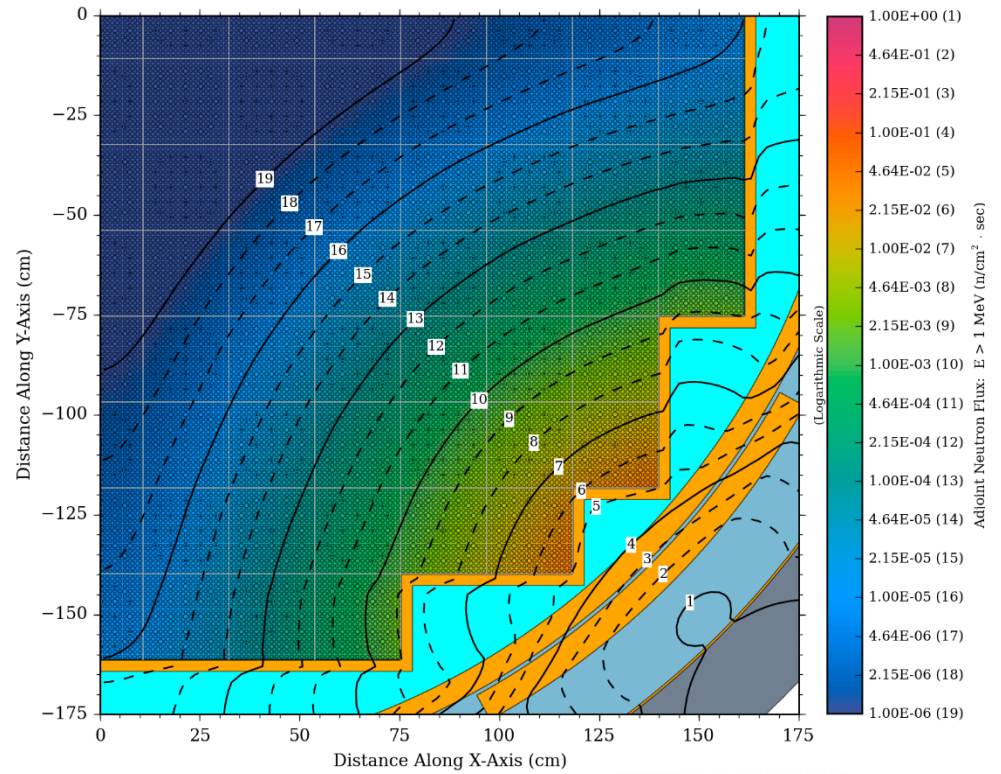 0
−25
−50
−75
−100
−125
−150
−175
Distance Along Y-Axis (cm)
0
25
50
75
100
125
150
175
Distance Along X-Axis (cm)
19
18
17
16
15
14
13
12
11
10
9
8
7
6
5
4
3
2
1
1.00E+00 (1)
4.64E-01 (2)
2.15E-01 (3)
1.00E-01 (4)
4.64E-02 (5)
2.15E-02 (6)
1.00E-02 (7)
4.64E-03 (8)
2.15E-03 (9)
1.00E-03 (10)
4.64E-04 (11)
2.15E-04 (12)
1.00E-04 (13)
4.64E-05 (14)
2.15E-05 (15)
1.00E-05 (16)
4.64E-06 (17)
2.15E-06 (18)
1.00E-06 (19)
(Logarithmic Scale)
Adjoint Neutron Flux: E > 1 MeV (n/cm² · sec)